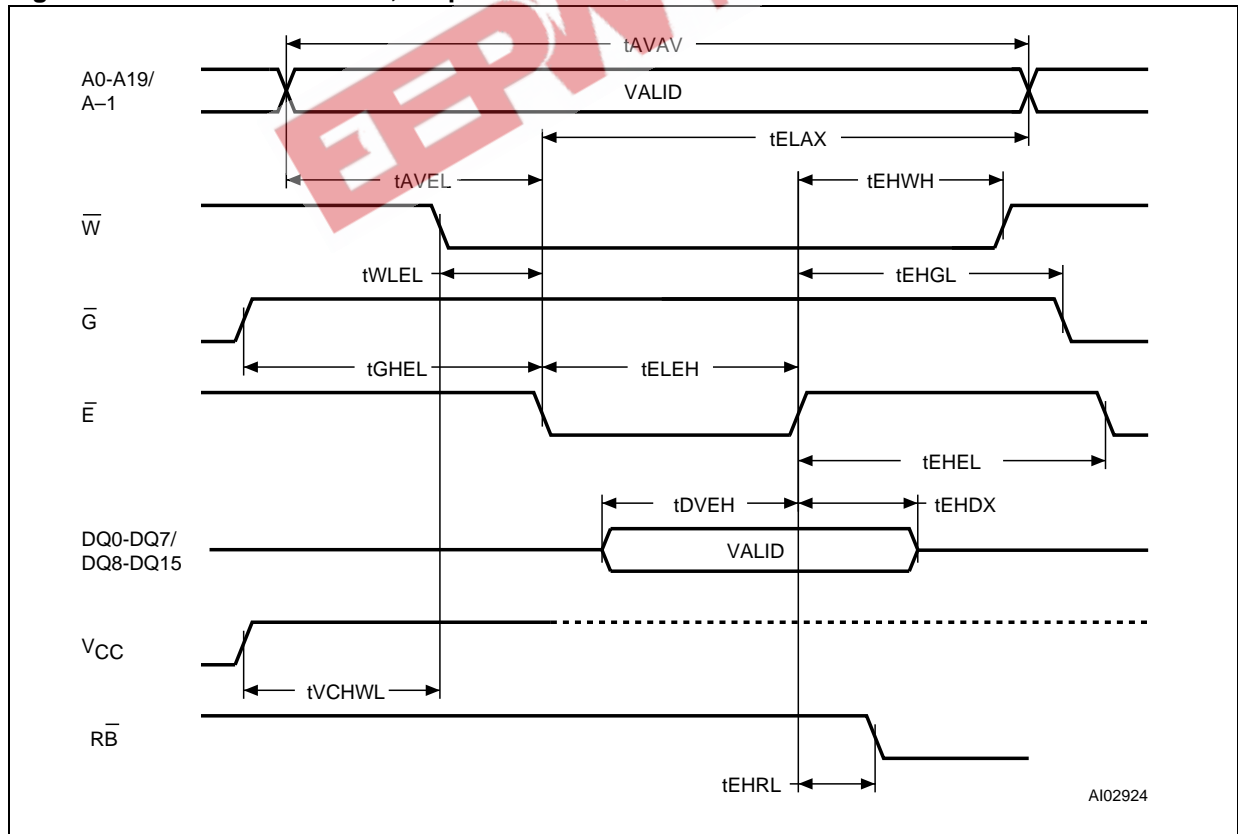 tAVAV
A0-A19/
A–1
VALID
tELAX
tAVEL
tEHWH
W̅
tWLEL
tEHGL
G̅
tGHEL
tELEH
E̅
tEHEL
tDVEH
tEHDX
DQ0-DQ7/
DQ8-DQ15
VALID
VCC
tVCHWL
RB̅
tEHRL
AI02924